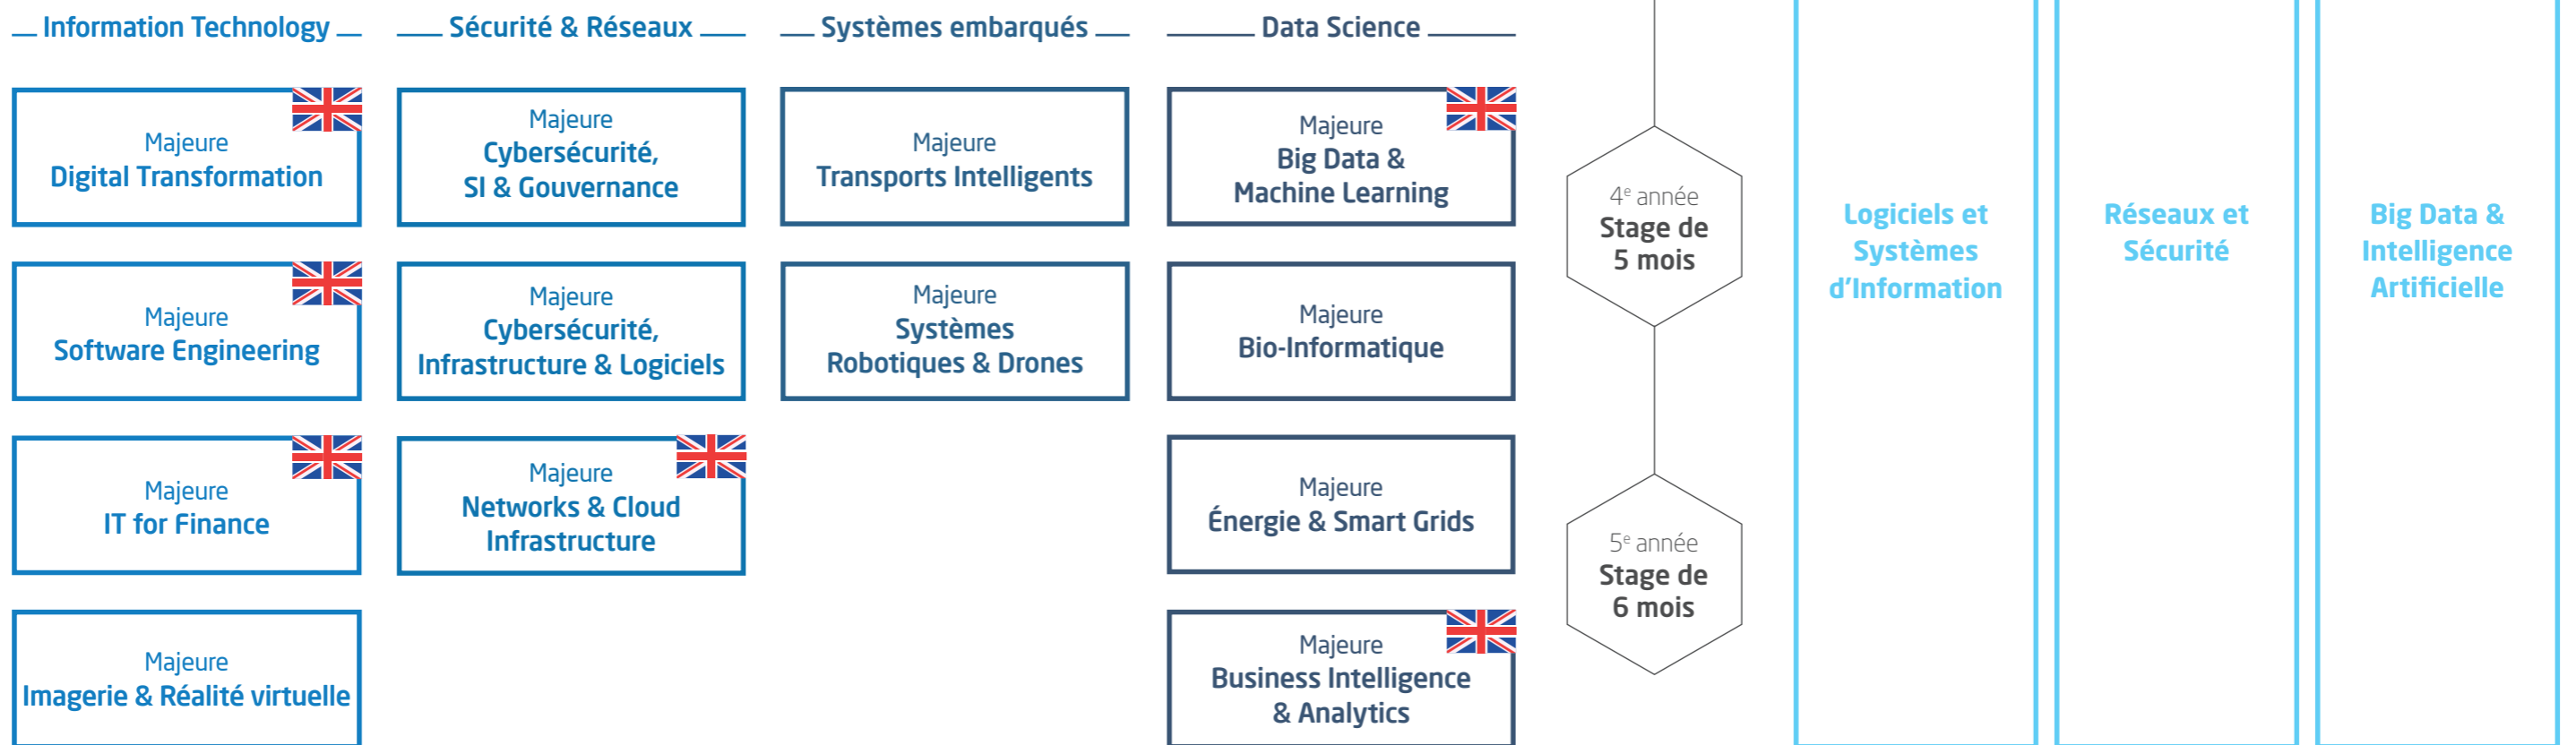 Information Technology
Majeure
Digital Transformation
Majeure
Software Engineering
Majeure
IT for Finance
Majeure
Imagerie & Réalité virtuelle
Sécurité & Réseaux
Majeure
Cybersécurité,
SI & Gouvernance
Majeure
Cybersécurité,
Infrastructure & Logiciels
Majeure
Networks & Cloud
Infrastructure
Systèmes embarqués
Majeure
Transports Intelligents
Majeure
Systèmes
Robotiques & Drones
Data Science
Majeure
Big Data &
Machine Learning
Majeure
Bio-Informatique
Majeure
Énergie & Smart Grids
Majeure
Business Intelligence
& Analytics
4e année
Stage de
5 mois
5e année
Stage de
6 mois
Logiciels et
Systèmes
d’Information
Réseaux et
Sécurité
Big Data &
Intelligence
Artificielle